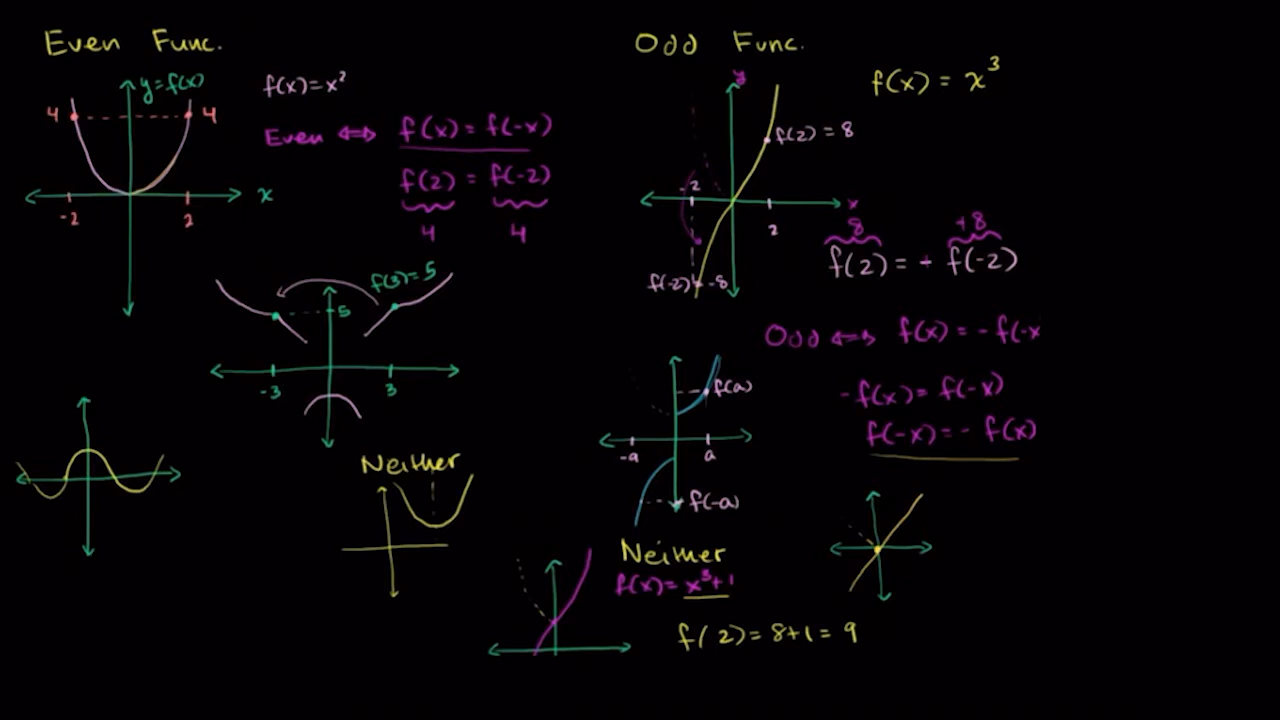 Even Func.
y=f(x)
f(x)=x²
4
4
Even ⇔ f(x) = f(-x)
f(2) = f(-2)
4
4
-2
2
x
f(3)=5
5
-3
3
Neither
Odd Func.
f(x) = x³
y
f(2) = 8
-2
x
2
8
+8
f(2) = - f(-2)
f(-2)=-8
Odd ⇔ f(x) = - f(-x
-f(x) = f(-x)
f(-x) = - f(x)
f(a)
-a
a
f(-a)
Neither
f(x) = x³+1
f(2) = 8+1 = 9